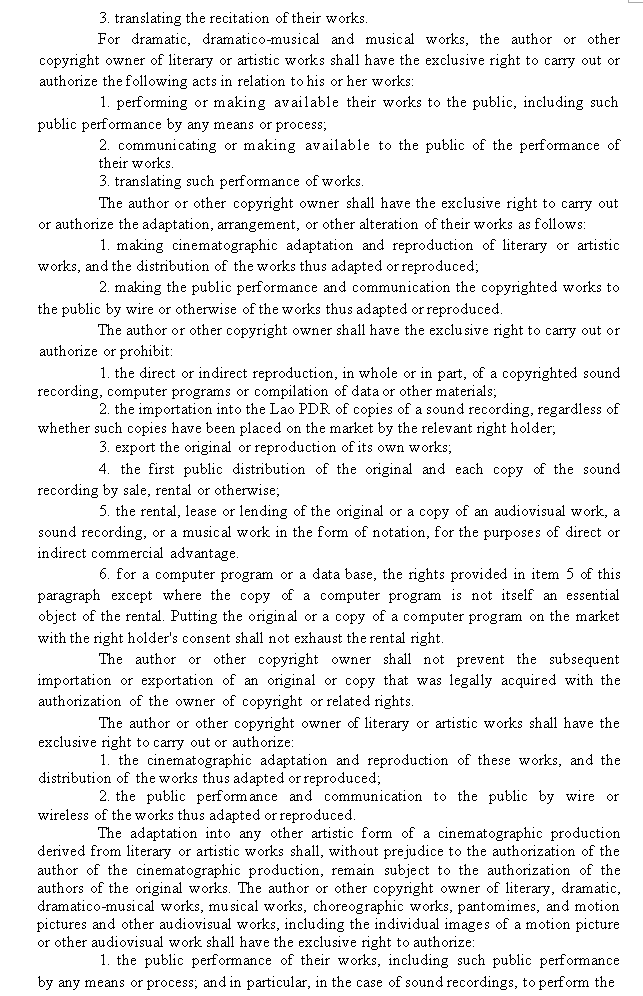 3. translating the recitation of their works.
For dramatic, dramatico-musical and musical works, the author or other
copyright owner of literary or artistic works shall have the exclusive right to carry out or
authorize the following acts in relation to his or her works:
1. performing or making available their works to the public, including such
public performance by any means or process;
2. communicating or making available to the public of the performance of
their works.
3. translating such performance of works.
The author or other copyright owner shall have the exclusive right to carry out
or authorize the adaptation, arrangement, or other alteration of their works as follows:
1. making cinematographic adaptation and reproduction of literary or artistic
works, and the distribution of the works thus adapted or reproduced;
2. making the public performance and communication the copyrighted works to
the public by wire or otherwise of the works thus adapted or reproduced.
The author or other copyright owner shall have the exclusive right to carry out or
authorize or prohibit:
1. the direct or indirect reproduction, in whole or in part, of a copyrighted sound
recording, computer programs or compilation of data or other materials;
2. the importation into the Lao PDR of copies of a sound recording, regardless of
whether such copies have been placed on the market by the relevant right holder;
3. export the original or reproduction of its own works;
4. the first public distribution of the original and each copy of the sound
recording by sale, rental or otherwise;
5. the rental, lease or lending of the original or a copy of an audiovisual work, a
sound recording, or a musical work in the form of notation, for the purposes of direct or
indirect commercial advantage.
6. for a computer program or a data base, the rights provided in item 5 of this
paragraph except where the copy of a computer program is not itself an essential
object of the rental. Putting the original or a copy of a computer program on the market
with the right holder's consent shall not exhaust the rental right.
The author or other copyright owner shall not prevent the subsequent
importation or exportation of an original or copy that was legally acquired with the
authorization of the owner of copyright or related rights.
The author or other copyright owner of literary or artistic works shall have the
exclusive right to carry out or authorize:
1. the cinematographic adaptation and reproduction of these works, and the
distribution of the works thus adapted or reproduced;
2. the public performance and communication to the public by wire or
wireless of the works thus adapted or reproduced.
The adaptation into any other artistic form of a cinematographic production
derived from literary or artistic works shall, without prejudice to the authorization of the
author of the cinematographic production, remain subject to the authorization of the
authors of the original works. The author or other copyright owner of literary, dramatic,
dramatico-musical works, musical works, choreographic works, pantomimes, and motion
pictures and other audiovisual works, including the individual images of a motion picture
or other audiovisual work shall have the exclusive right to authorize:
1. the public performance of their works, including such public performance
by any means or process; and in particular, in the case of sound recordings, to perform the